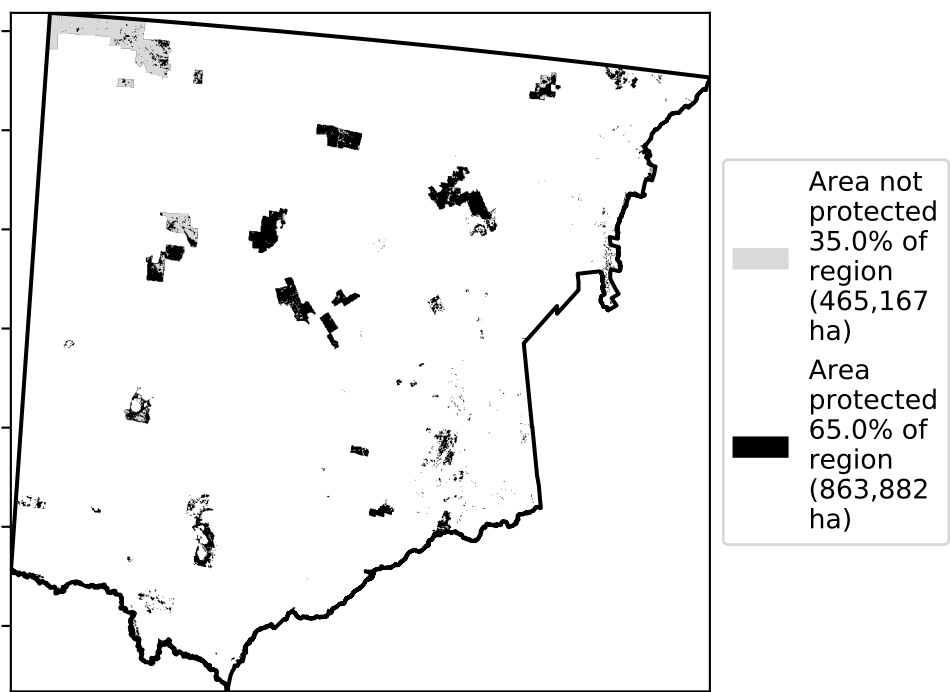 Area not
protected
35.0% of
region
(465,167
ha)
Area
protected
65.0% of
region
(863,882
ha)